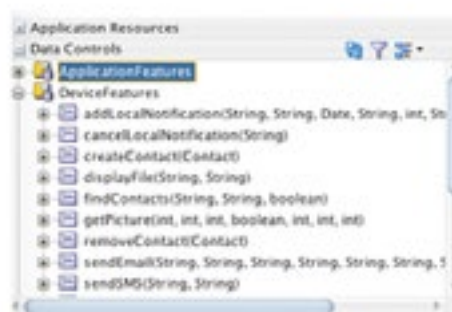 Application Resources
Data Controls
ApplicationFeatures
DeviceFeatures
addLocalNotification(String, String, Date, String, int, Str
cancelLocalNotification(String)
createContact(Contact)
displayFile(String, String)
findContacts(String, String, boolean)
getPicture(int, int, int, boolean, int, int, int)
removeContact(Contact)
sendEmail(String, String, String, String, String, String, S
sendSMS(String, String)